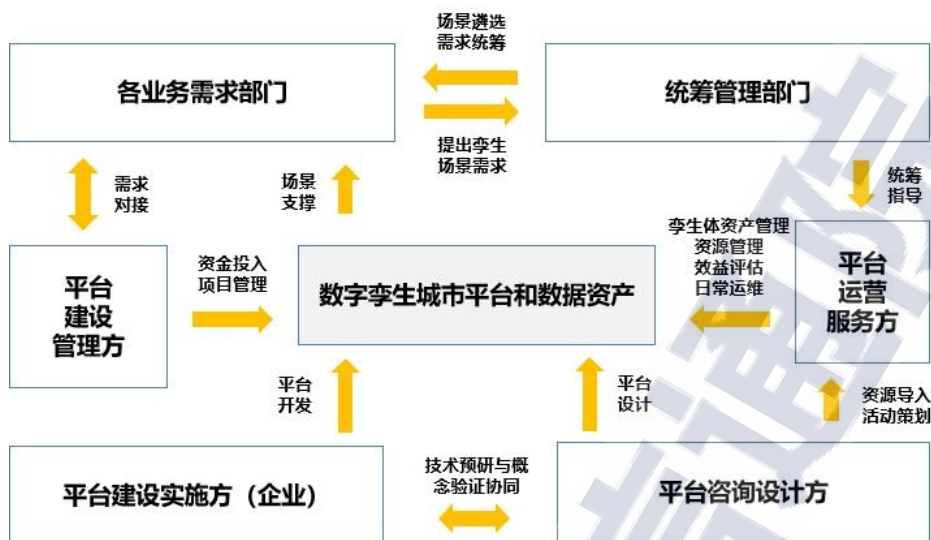 场景遴选
需求统筹
各业务需求部门
统筹管理部门
提出孪生
场景需求
需求
对接
场景
支撑
统筹
指导
平台
建设
管理方
资金投入
项目管理
数字孪生城市平台和数据资产
孪生体资产管理
资源管理
效益评估
日常运维
平台
运营
服务方
平台
开发
平台
设计
资源导入
活动策划
平台建设实施方（企业）
技术预研与概
念验证协同
平台咨询设计方